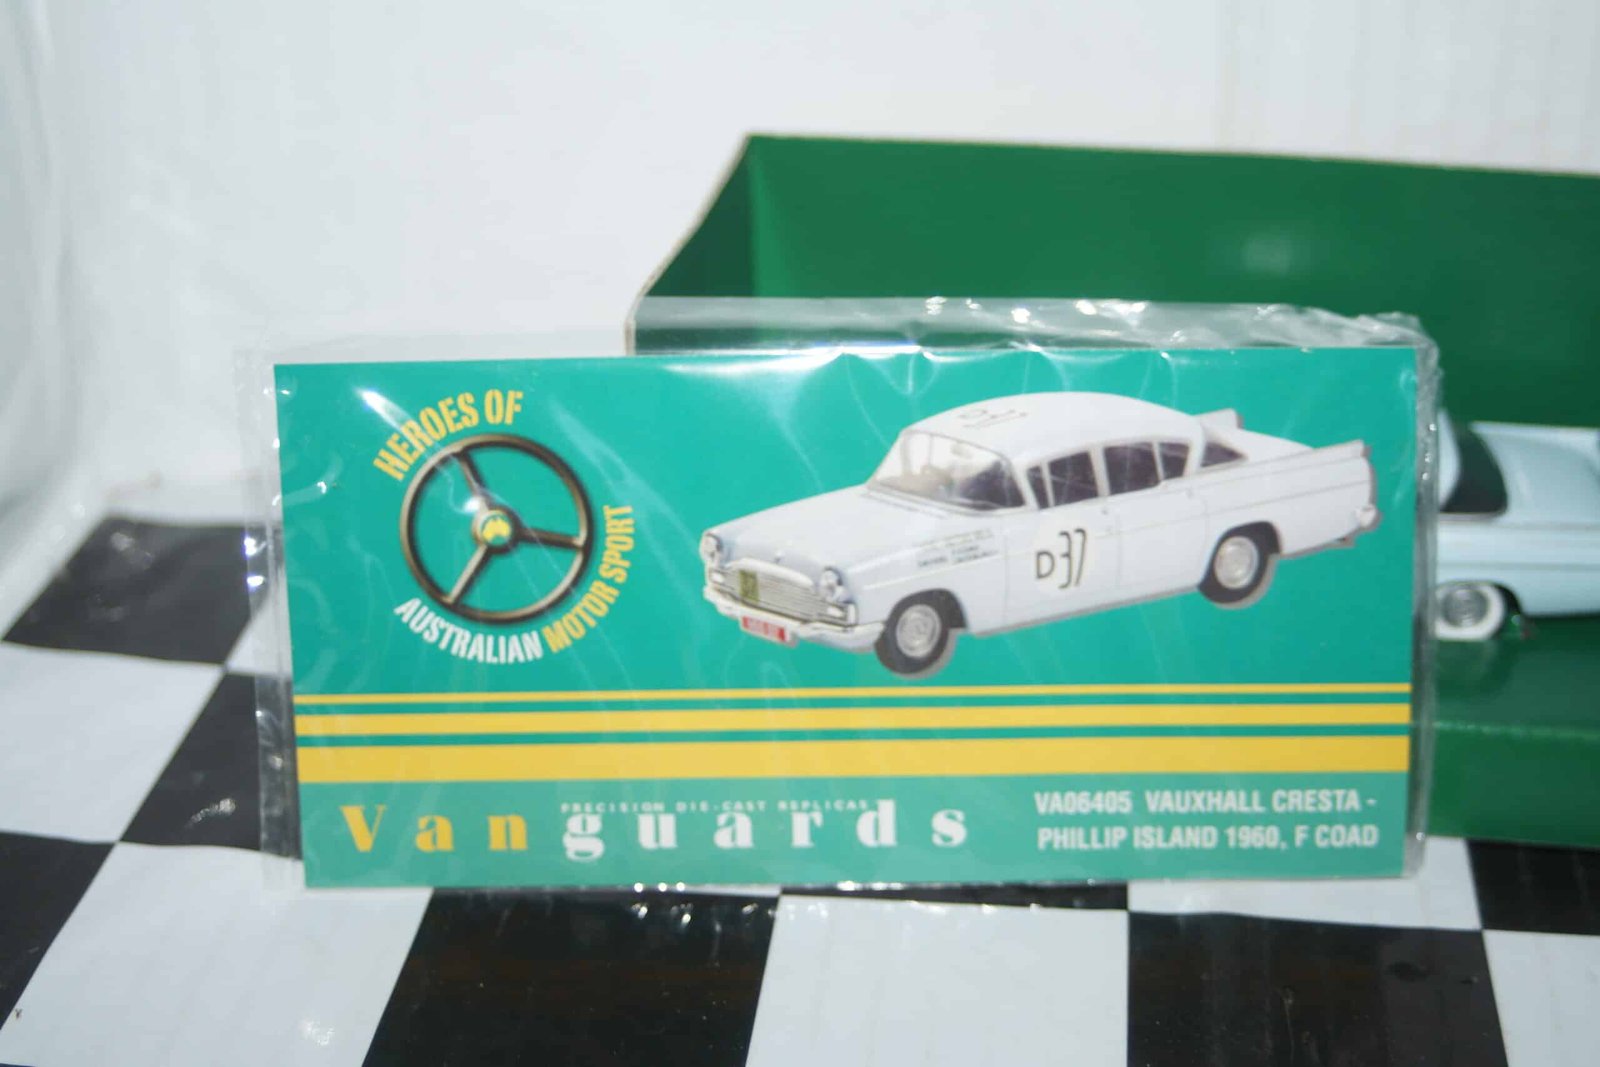 HEROES OF
AUSTRALIAN MOTOR SPORT
D37
PRECISION DIE-CAST REPLICAS
Vanguards
VA06405 VAUXHALL CRESTA -
PHILLIP ISLAND 1960, F COAD